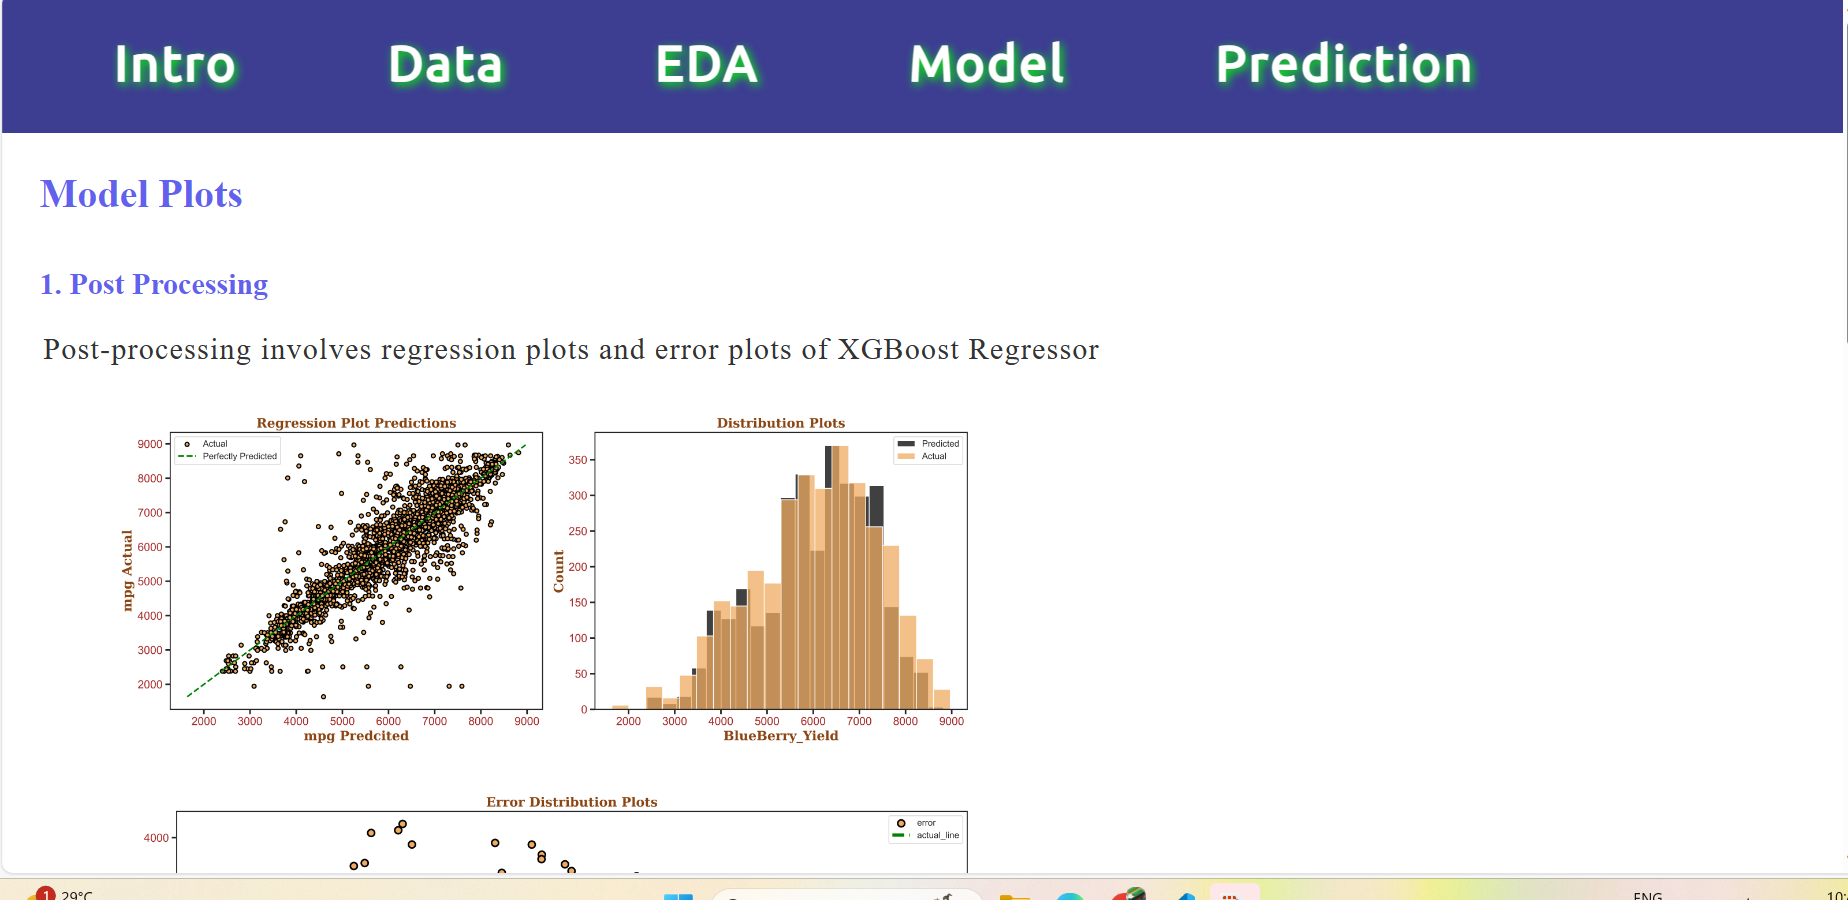 Intro Data EDA Model Prediction
Model Plots
1. Post Processing
Post-processing involves regression plots and error plots of XGBoost Regressor
Regression Plot Predictions
Actual
Perfectly Predicted
9000
8000
7000
6000
5000
4000
3000
2000
mpg Actual
2000 3000 4000 5000 6000 7000 8000 9000
mpg Predcited
Distribution Plots
Predicted
Actual
350
300
250
200
150
100
50
0
Count
2000 3000 4000 5000 6000 7000 8000 9000
BlueBerry_Yield
Error Distribution Plots
error
actual_line
4000
1
29°C
ENG